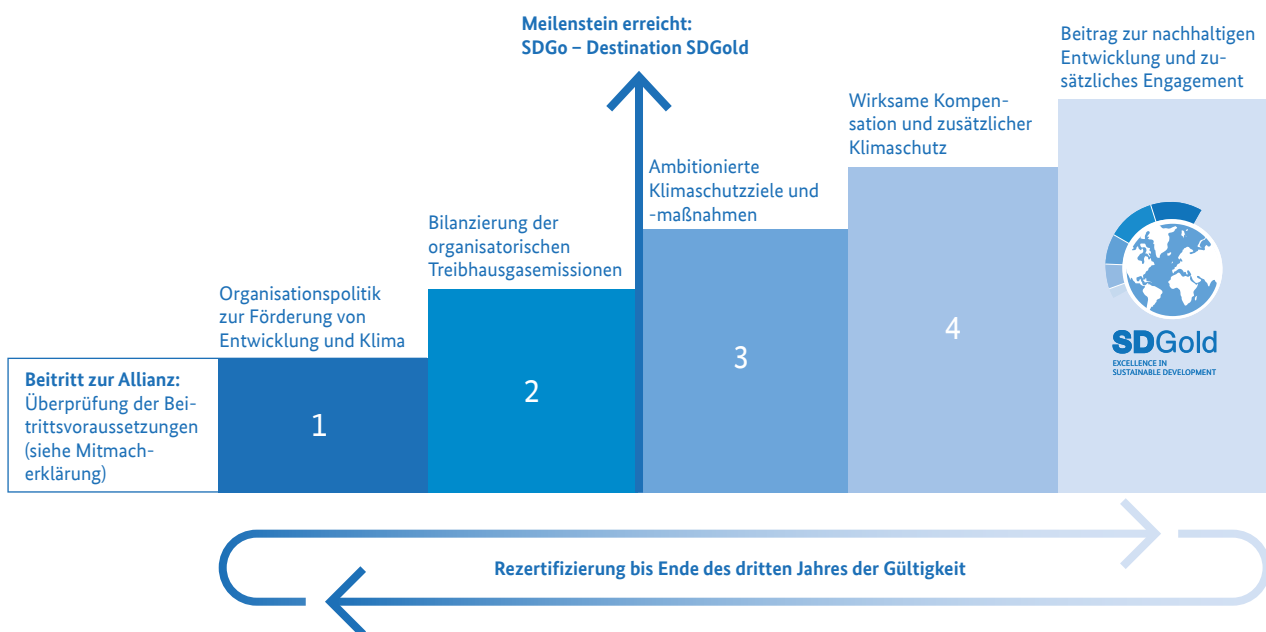 Meilenstein erreicht:
SDGo – Destination SDGold
Beitritt zur Allianz:
Überprüfung der Bei-
trittsvoraussetzungen
(siehe Mitmach-
erklärung)
Organisationspolitik
zur Förderung von
Entwicklung und Klima
1
Bilanzierung der
organisatorischen
Treibhausgasemissionen
2
Ambitionierte
Klimaschutzziele und
-maßnahmen
3
Wirksame Kompen-
sation und zusätzlicher
Klimaschutz
4
Beitrag zur nachhaltigen
Entwicklung und zu-
sätzliches Engagement
SDGold
EXCELLENCE IN
SUSTAINABLE DEVELOPMENT
Rezertifizierung bis Ende des dritten Jahres der Gültigkeit